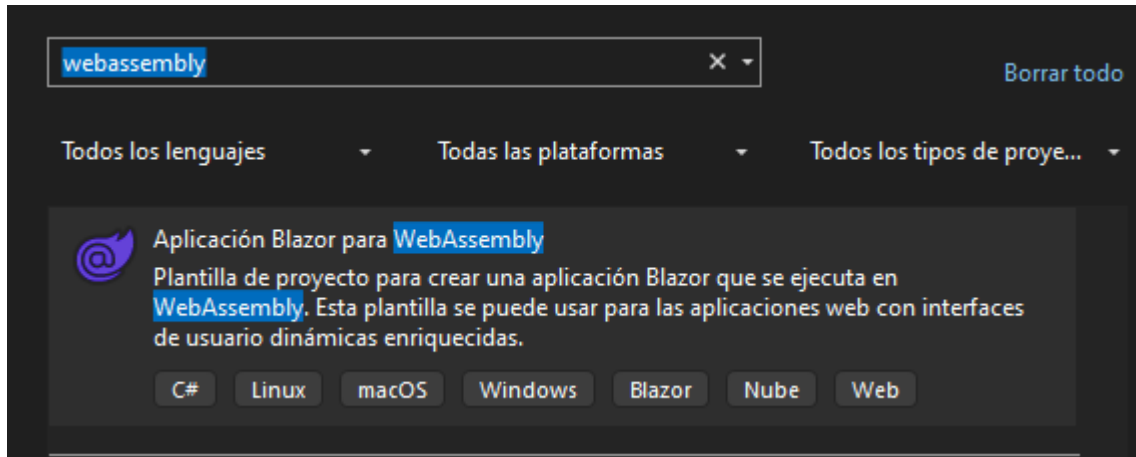 webassembly
Borrar todo
Todos los lenguajes Todas las plataformas Todos los tipos de proye...
Aplicación Blazor para WebAssembly
Plantilla de proyecto para crear una aplicación Blazor que se ejecuta en
WebAssembly. Esta plantilla se puede usar para las aplicaciones web con interfaces
de usuario dinámicas enriquecidas.
C# Linux macOS Windows Blazor Nube Web